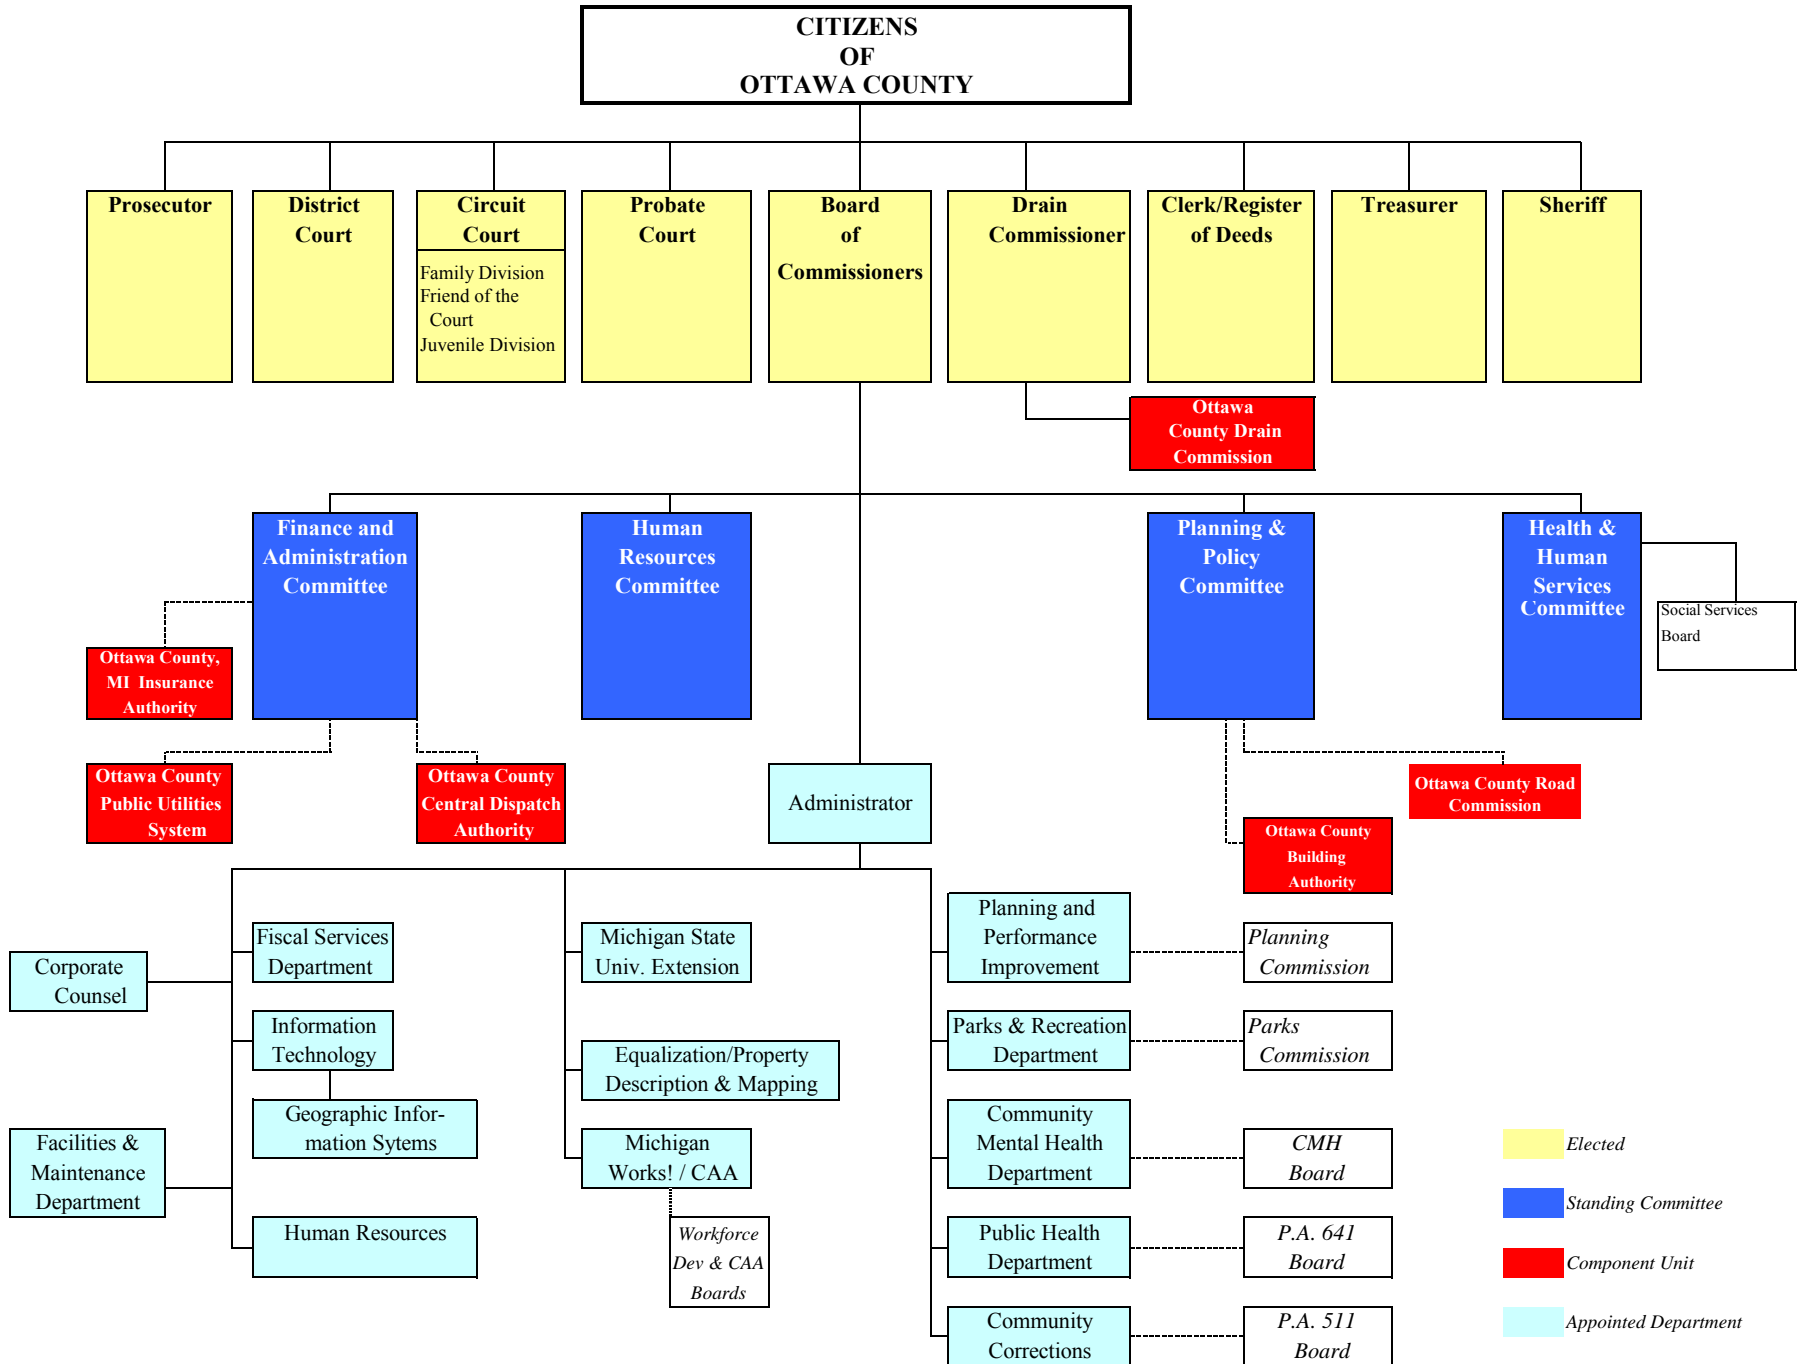 CITIZENS
OF
OTTAWA COUNTY
Prosecutor
District
Court
Circuit
Court
Family Division
Friend of the
Court
Juvenile Division
Probate
Court
Board
of
Commissioners
Drain
Commissioner
Clerk/Register
of Deeds
Treasurer
Sheriff
Ottawa
County Drain
Commission
Finance and
Administration
Committee
Human
Resources
Committee
Planning &
Policy
Committee
Health &
Human
Services
Committee
Social Services
Board
Ottawa County,
MI Insurance
Authority
Ottawa County
Public Utilities
System
Ottawa County
Central Dispatch
Authority
Administrator
Ottawa County Road
Commission
Ottawa County
Building
Authority
Corporate
Counsel
Facilities &
Maintenance
Department
Fiscal Services
Department
Information
Technology
Geographic Infor-
mation Sytems
Human Resources
Michigan State
Univ. Extension
Equalization/Property
Description & Mapping
Michigan
Works! / CAA
Workforce
Dev & CAA
Boards
Planning and
Performance
Improvement
Planning
Commission
Parks & Recreation
Department
Parks
Commission
Community
Mental Health
Department
CMH
Board
Public Health
Department
P.A. 641
Board
Community
Corrections
P.A. 511
Board
Elected
Standing Committee
Component Unit
Appointed Department